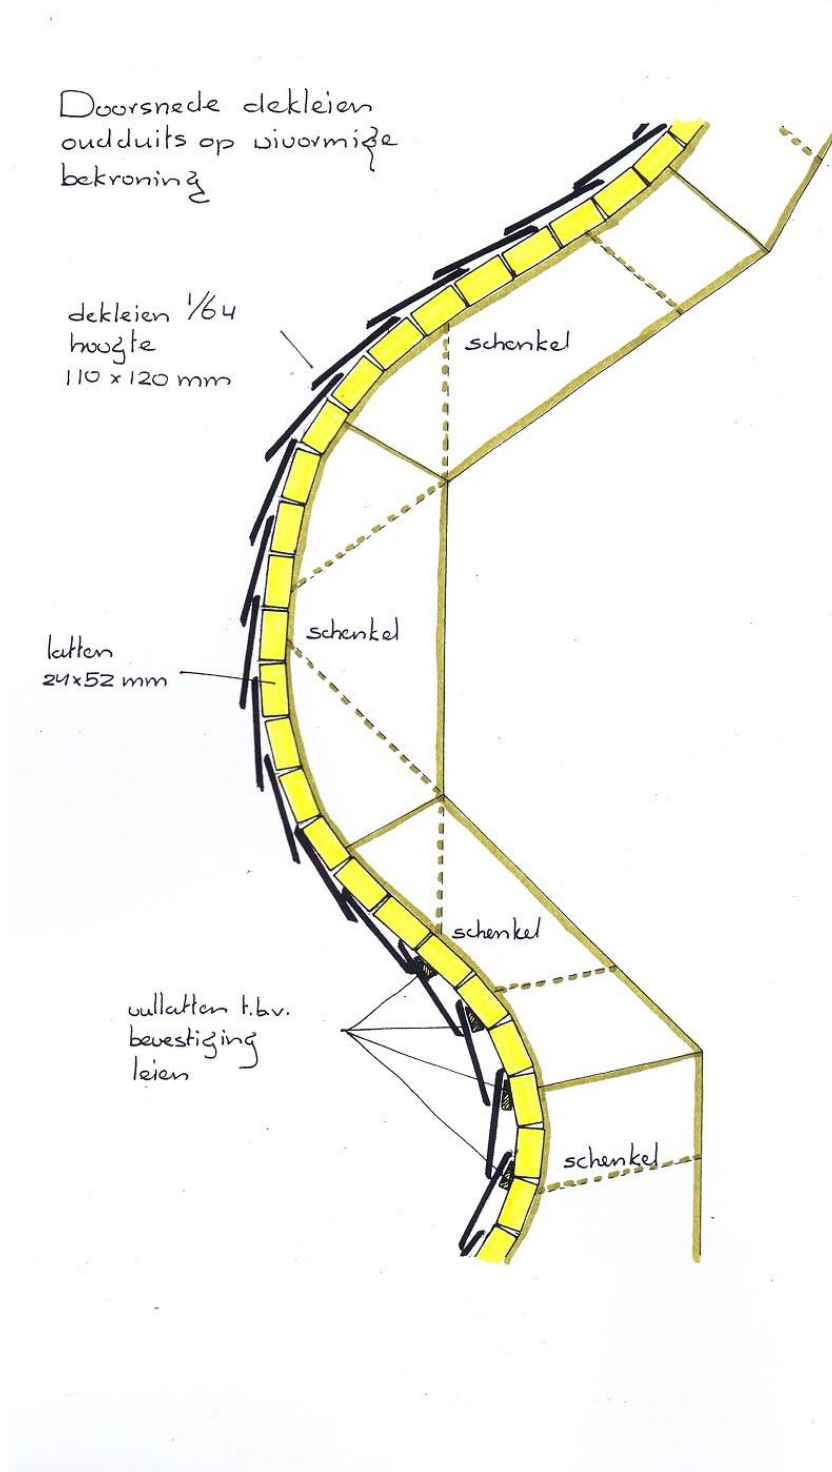 Doorsnede dekleien
oudduits op uivormige
bekroning
dekleien 1/64
hoogte
110 x 120 mm
schenkel
schenkel
latten
24x52 mm
schenkel
vullatten t.b.v.
bevestiging
leien
schenkel